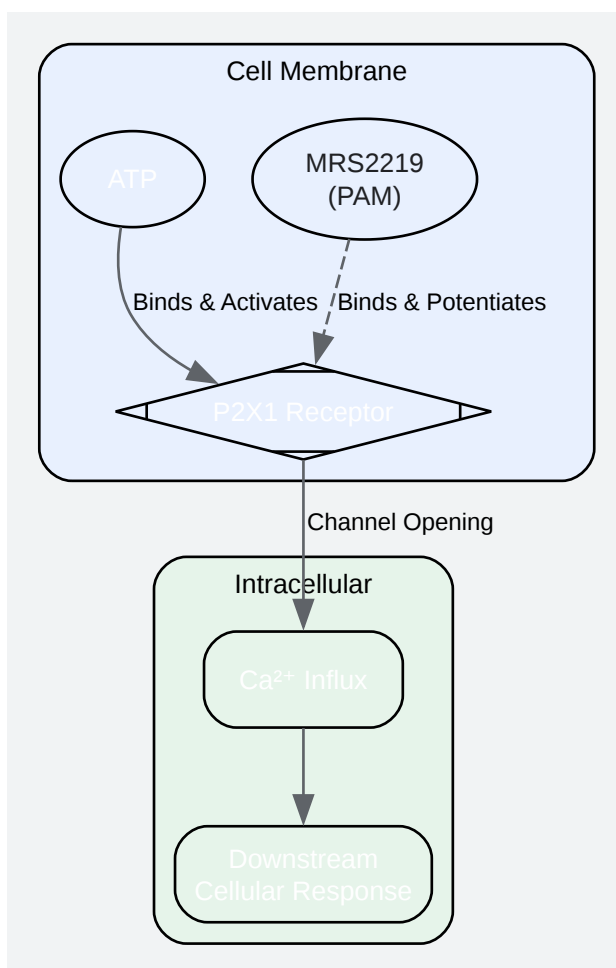 Cell Membrane
ATP
MRS2219
(PAM)
Binds & Activates
Binds & Potentiates
P2X1 Receptor
Channel Opening
Intracellular
Ca²⁺ Influx
Downstream
Cellular Response